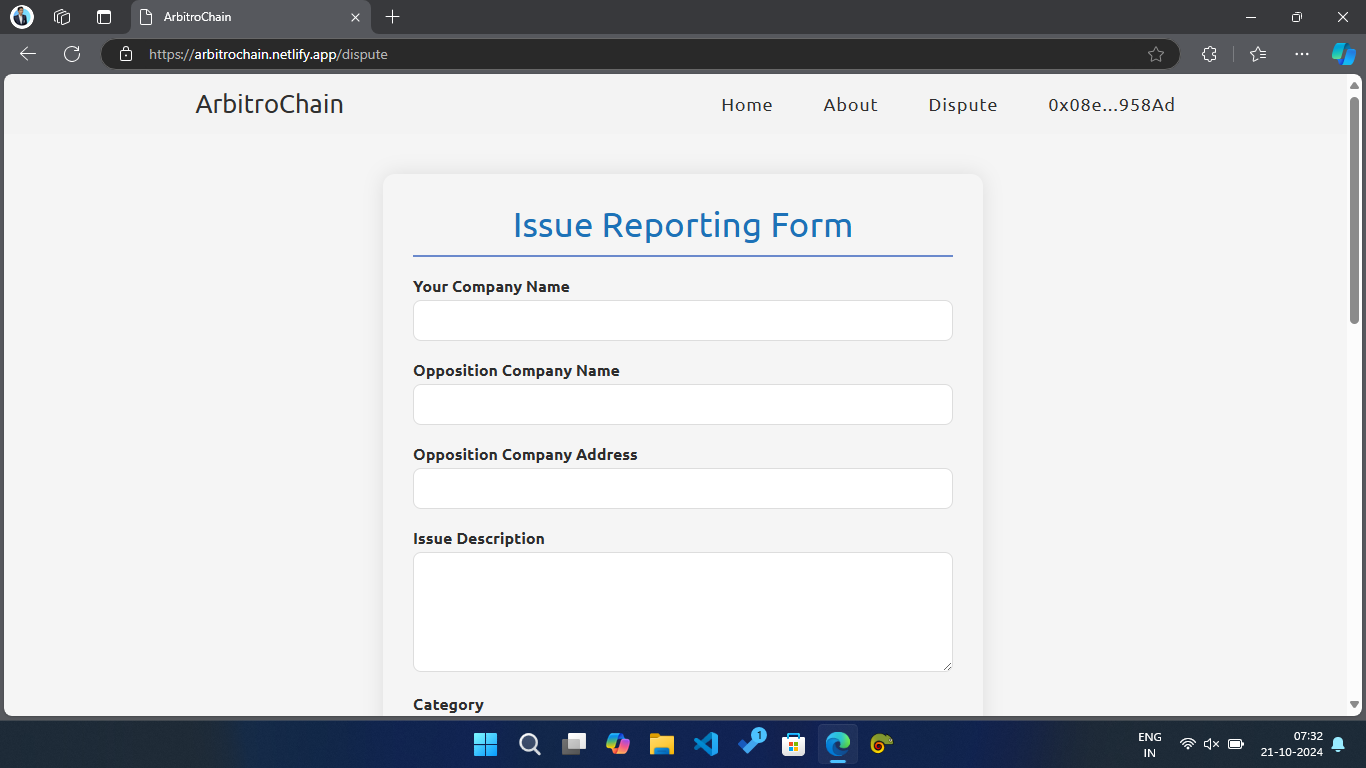 ArbitroChain
https://arbitrochain.netlify.app/dispute
ArbitroChain
Home About Dispute 0x08e...958Ad
Issue Reporting Form
Your Company Name
Opposition Company Name
Opposition Company Address
Issue Description
Category
1
ENG
IN
07:32
21-10-2024